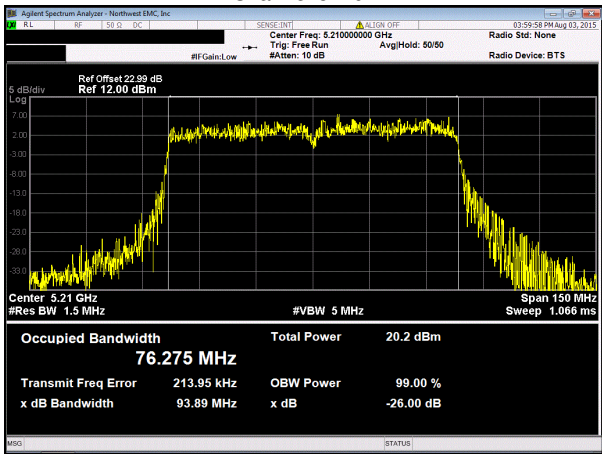 Agilent Spectrum Analyzer - Northwest EMC, Inc
RL RF 50 Ω DC SENSE:INT ALIGN OFF 03:59:58 PM Aug 03, 2015
Center Freq: 5.210000000 GHz Radio Std: None
Trig: Free Run Avg|Hold: 50/50
#IFGain:Low #Atten: 10 dB Radio Device: BTS
Ref Offset 22.99 dB
5 dB/div Ref 12.00 dBm
Log
7.00
2.00
-3.00
-8.00
-13.0
-18.0
-23.0
-28.0
-33.0
Center 5.21 GHz Span 150 MHz
#Res BW 1.5 MHz #VBW 5 MHz Sweep 1.066 ms
Occupied Bandwidth Total Power 20.2 dBm
76.275 MHz
Transmit Freq Error 213.95 kHz OBW Power 99.00 %
x dB Bandwidth 93.89 MHz x dB -26.00 dB
MSG STATUS